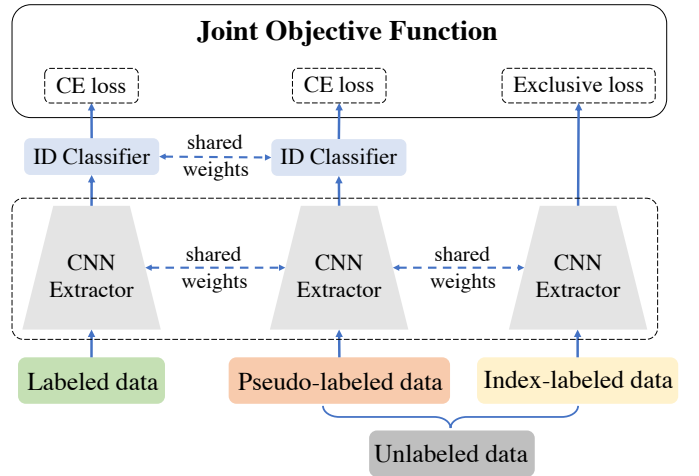 Joint Objective Function
CE loss
CE loss
Exclusive loss
ID Classifier
shared
weights
ID Classifier
CNN
Extractor
shared
weights
CNN
Extractor
shared
weights
CNN
Extractor
Labeled data
Pseudo-labeled data
Index-labeled data
Unlabeled data